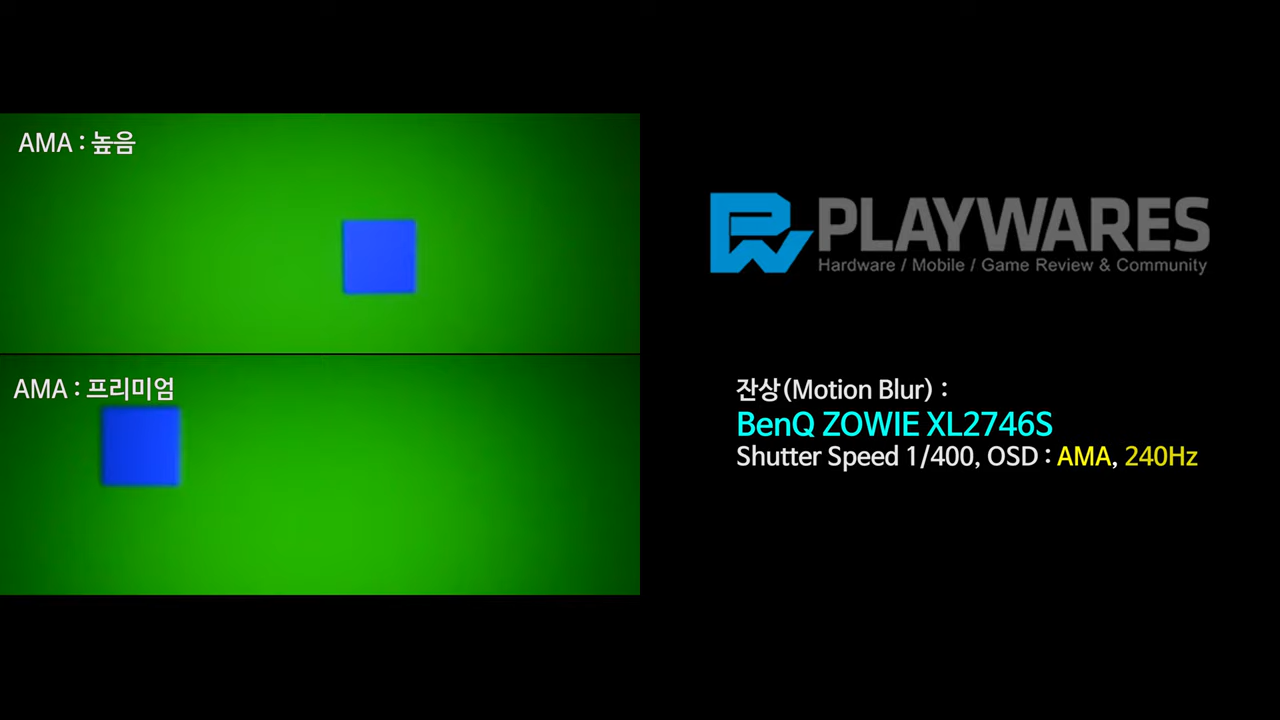 AMA : 높음
AMA : 프리미엄
PLAYWARES
Hardware / Mobile / Game Review & Community
잔상(Motion Blur) :
BenQ ZOWIE XL2746S
Shutter Speed 1/400, OSD : AMA, 240Hz